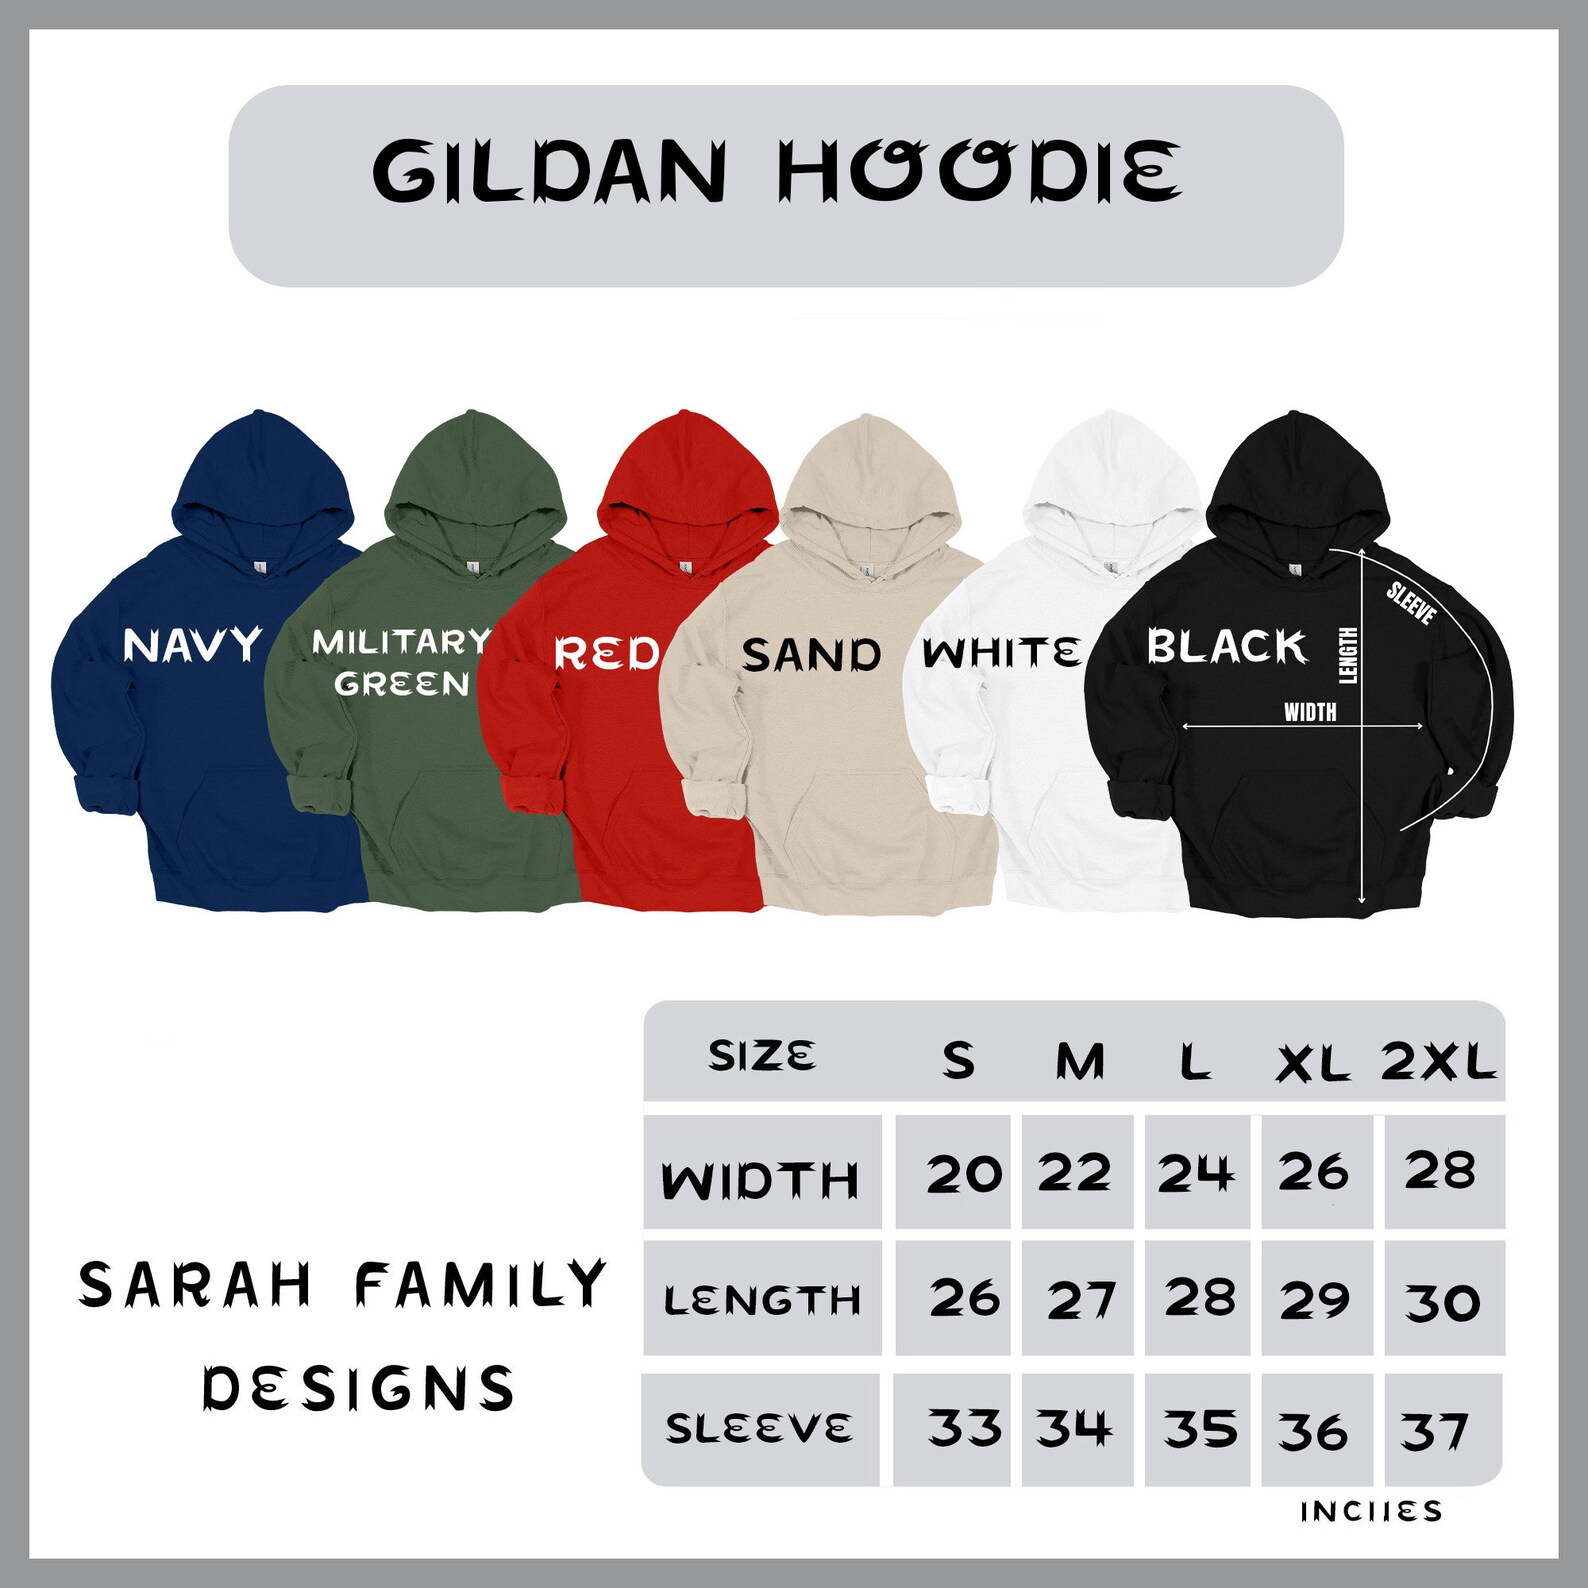 GILDAN HOODIE
NAVY
MILITARY
GREEN
RED
SAND
WHITE
BLACK
SLEEVE
LENGTH
WIDTH
SIZE S M L XL 2XL
WIDTH 20 22 24 26 28
LENGTH 26 27 28 29 30
SLEEVE 33 34 35 36 37
INCHES
SARAH FAMILY
DESIGNS